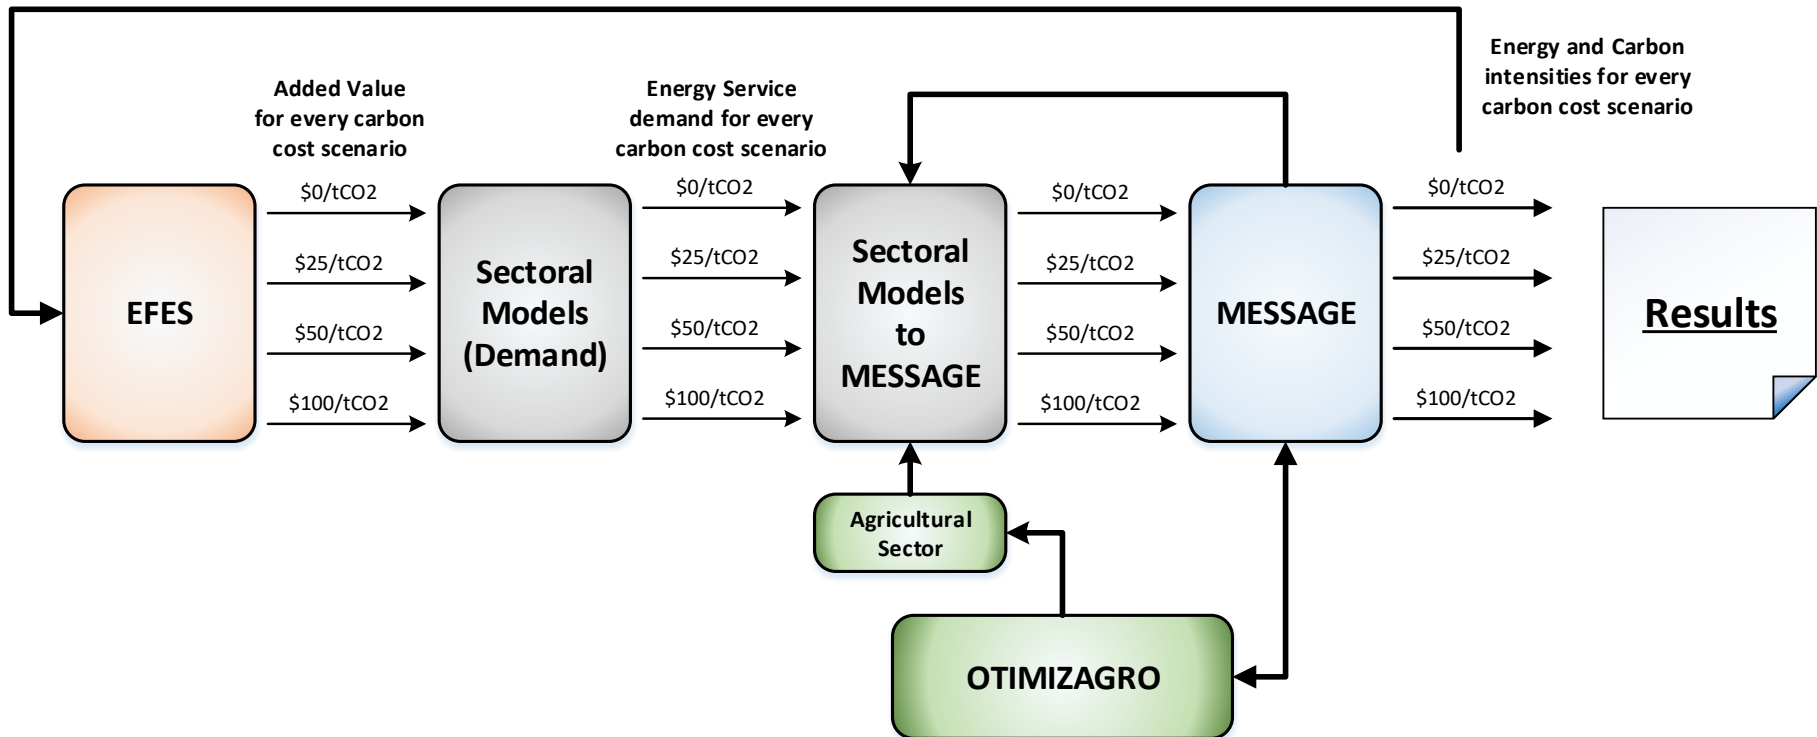 Added Value
for every carbon
cost scenario
Energy Service
demand for every
carbon cost scenario
Energy and Carbon
intensities for every
carbon cost scenario
EFES
$0/tCO2
$25/tCO2
$50/tCO2
$100/tCO2
Sectoral
Models
(Demand)
$0/tCO2
$25/tCO2
$50/tCO2
$100/tCO2
Sectoral
Models
to
MESSAGE
$0/tCO2
$25/tCO2
$50/tCO2
$100/tCO2
MESSAGE
$0/tCO2
$25/tCO2
$50/tCO2
$100/tCO2
Results
Agricultural
Sector
OTIMIZAGRO